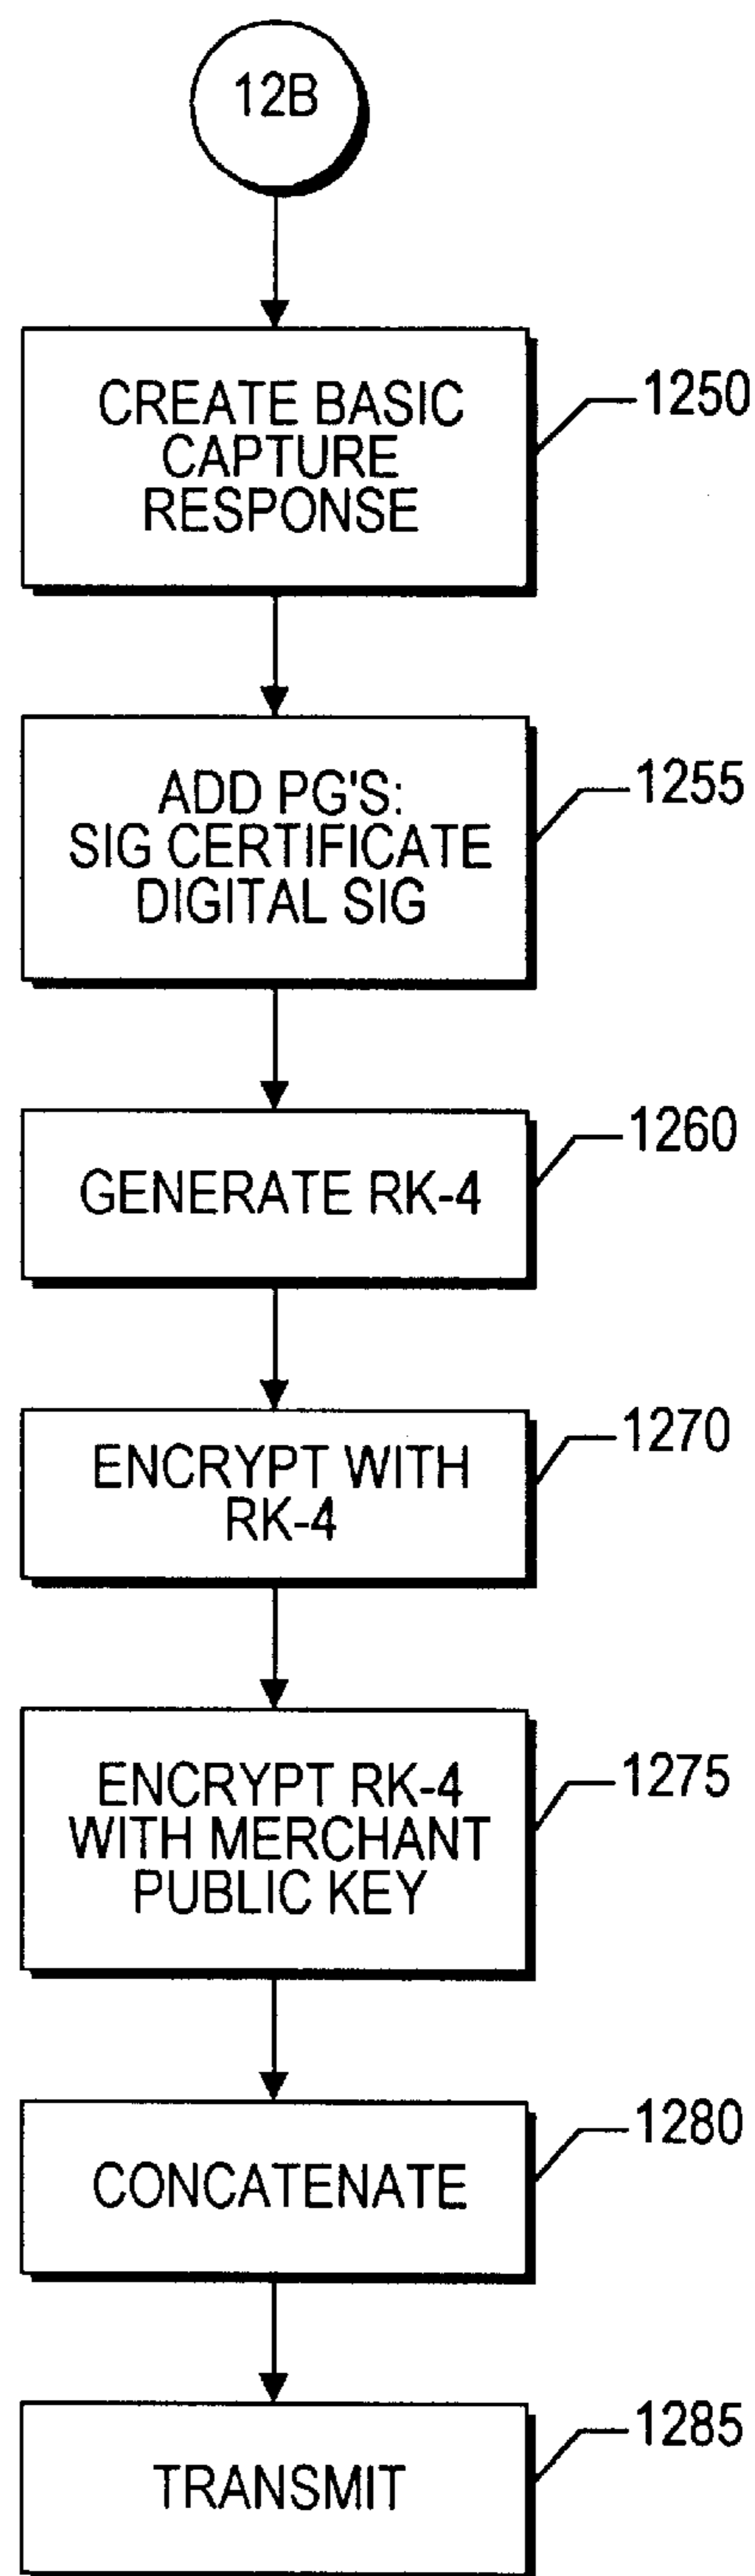 12B
CREATE BASIC
CAPTURE
RESPONSE
1250
ADD PG'S:
SIG CERTIFICATE
DIGITAL SIG
1255
GENERATE RK-4
1260
ENCRYPT WITH
RK-4
1270
ENCRYPT RK-4
WITH MERCHANT
PUBLIC KEY
1275
CONCATENATE
1280
TRANSMIT
1285